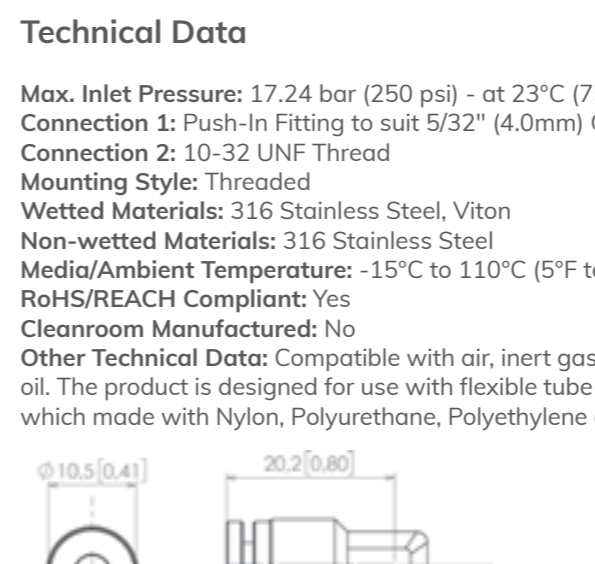 Technical Data
Max. Inlet Pressure: 17.24 bar (250 psi) - at 23°C (7
Connection 1: Push-In Fitting to suit 5/32" (4.0mm)
Connection 2: 10-32 UNF Thread
Mounting Style: Threaded
Wetted Materials: 316 Stainless Steel, Viton
Non-wetted Materials: 316 Stainless Steel
Media/Ambient Temperature: -15°C to 110°C (5°F to
RoHS/REACH Compliant: Yes
Cleanroom Manufactured: No
Other Technical Data: Compatible with air, inert gas
oil. The product is designed for use with flexible tube
which made with Nylon, Polyurethane, Polyethylene
Ø10.5[0.41]
20.2[0.80]